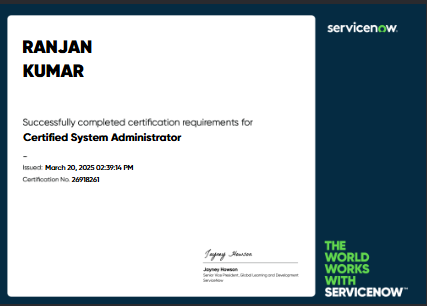 RANJAN
KUMAR
Successfully completed certification requirements for
Certified System Administrator
–
Issued: March 20, 2025 02:39:14 PM
Certification No. 26918261
Jayney Howson
Jayney Howson
Senior Vice President, Global Learning and Development
ServiceNow
servicenow.
THE
WORLD
WORKS
WITH
SERVICENOW™